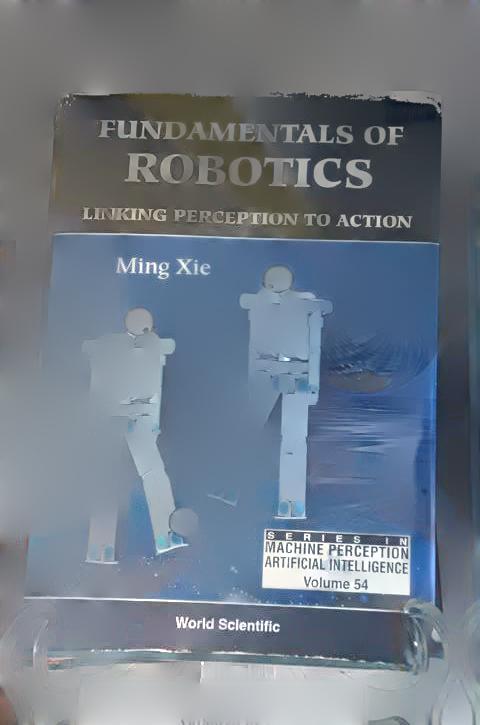 FUNDAMENTALS OF
ROBOTICS
LINKING PERCEPTION TO ACTION
Ming Xie
SERIES IN
MACHINE PERCEPTION
ARTIFICIAL INTELLIGENCE
Volume 54
World Scientific